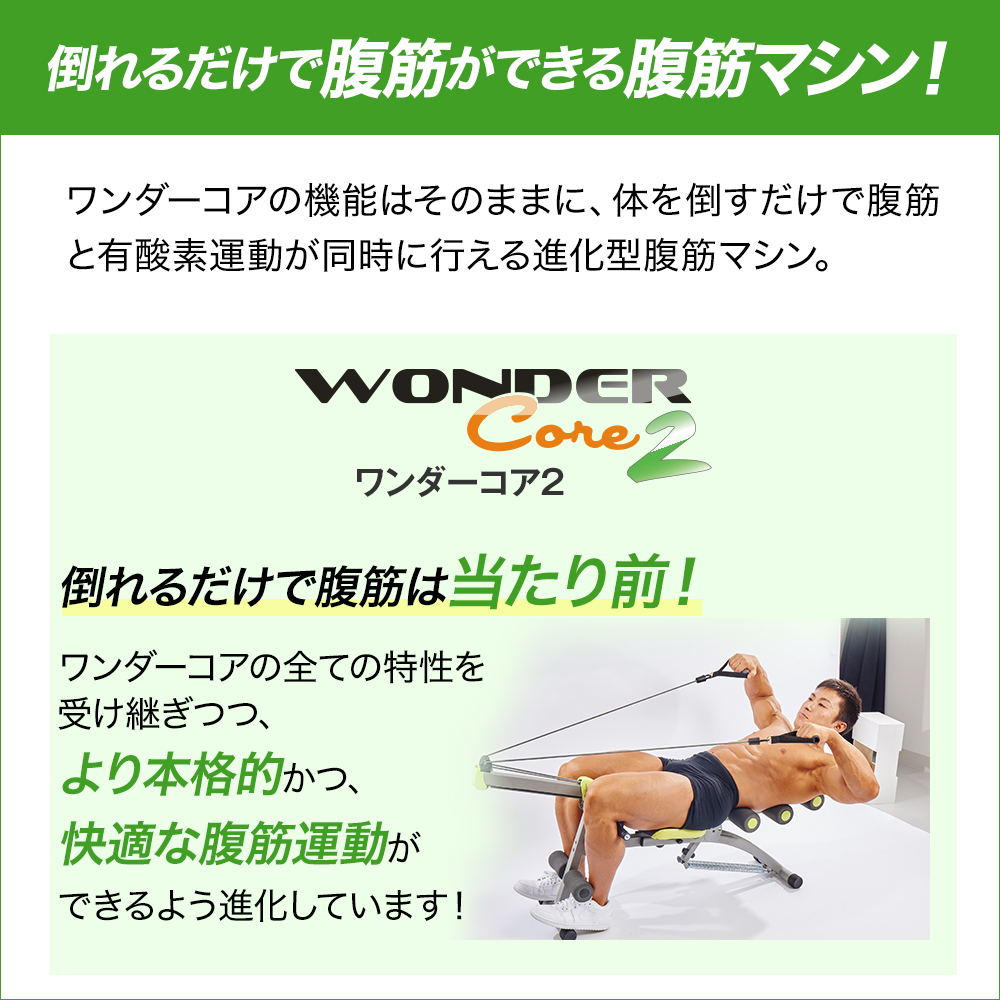 倒れるだけで腹筋ができる腹筋マシン！
ワンダーコアの機能はそのままに、体を倒すだけで腹筋
と有酸素運動が同時に行える進化型腹筋マシン。
WONDER
Core2
ワンダーコア2
倒れるだけで腹筋は当たり前！
ワンダーコアの全ての特性を
受け継ぎつつ、
より本格的かつ、
快適な腹筋運動が
できるよう進化しています！